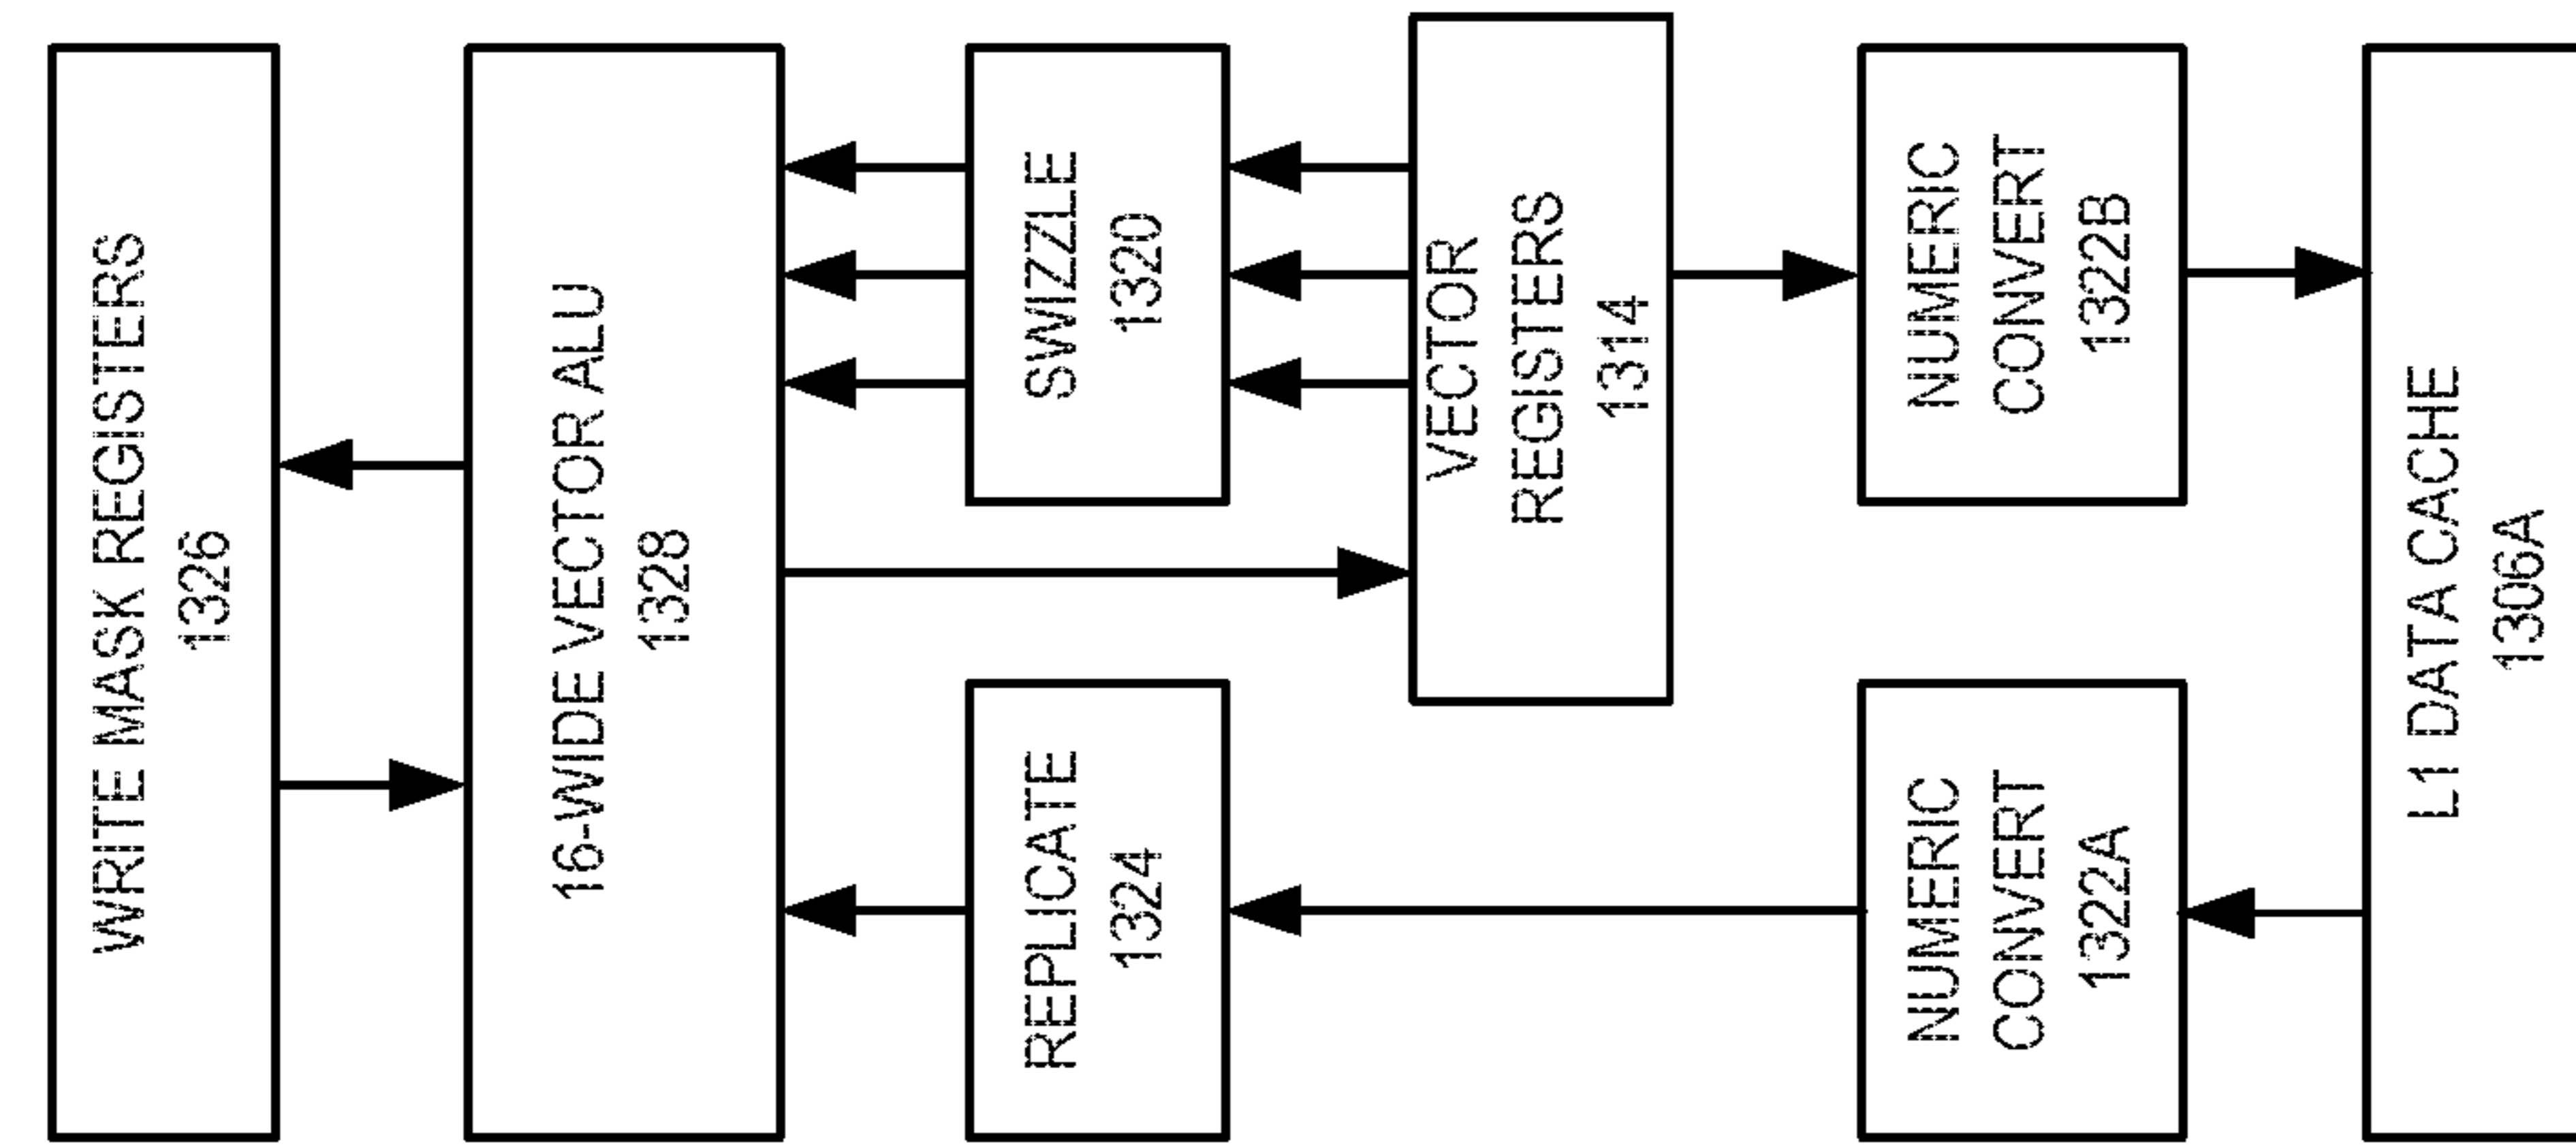 WRITE MASK REGISTERS
1326
16-WIDE VECTOR ALU
1328
REPLICATE
1324
SWIZZLE
1320
VECTOR
REGISTERS
1314
NUMERIC
CONVERT
1322A
NUMERIC
CONVERT
1322B
L1 DATA CACHE
1306A